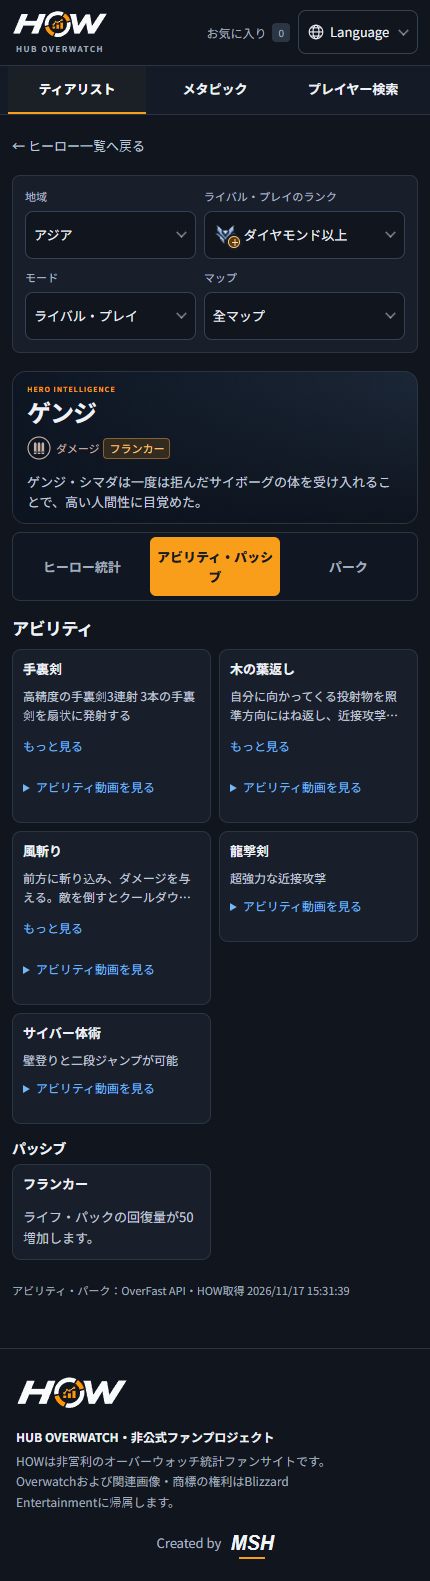 HOW
HUB OVERWATCH
お気に入り 0
Language
ティアリスト
メタピック
プレイヤー検索
← ヒーロー一覧へ戻る
地域
ライバル・プレイのランク
アジア
ダイヤモンド以上
モード
マップ
ライバル・プレイ
全マップ
HERO INTELLIGENCE
ゲンジ
ダメージ フランカー
ゲンジ・シマダは一度は拒んだサイボーグの体を受け入れるこ
とで、高い人間性に目覚めた。
ヒーロー統計
アビリティ・パッシ
ブ
パーク
アビリティ
手裏剣
高精度の手裏剣3連射 3本の手裏
剣を扇状に発射する
もっと見る
▶ アビリティ動画を見る
木の葉返し
自分に向かってくる投射物を照
準方向にはね返し、近接攻撃…
もっと見る
▶ アビリティ動画を見る
風斬り
前方に斬り込み、ダメージを与
える。敵を倒すとクールダウ…
もっと見る
▶ アビリティ動画を見る
龍撃剣
超強力な近接攻撃
▶ アビリティ動画を見る
サイバー体術
壁登りと二段ジャンプが可能
▶ アビリティ動画を見る
パッシブ
フランカー
ライフ・パックの回復量が50
増加します。
アビリティ・パーク：OverFast API・HOW取得 2026/11/17 15:31:39
HOW
HUB OVERWATCH・非公式ファンプロジェクト
HOWは非営利のオーバーウォッチ統計ファンサイトです。
Overwatchおよび関連画像・商標の権利はBlizzard
Entertainmentに帰属します。
Created by MSH